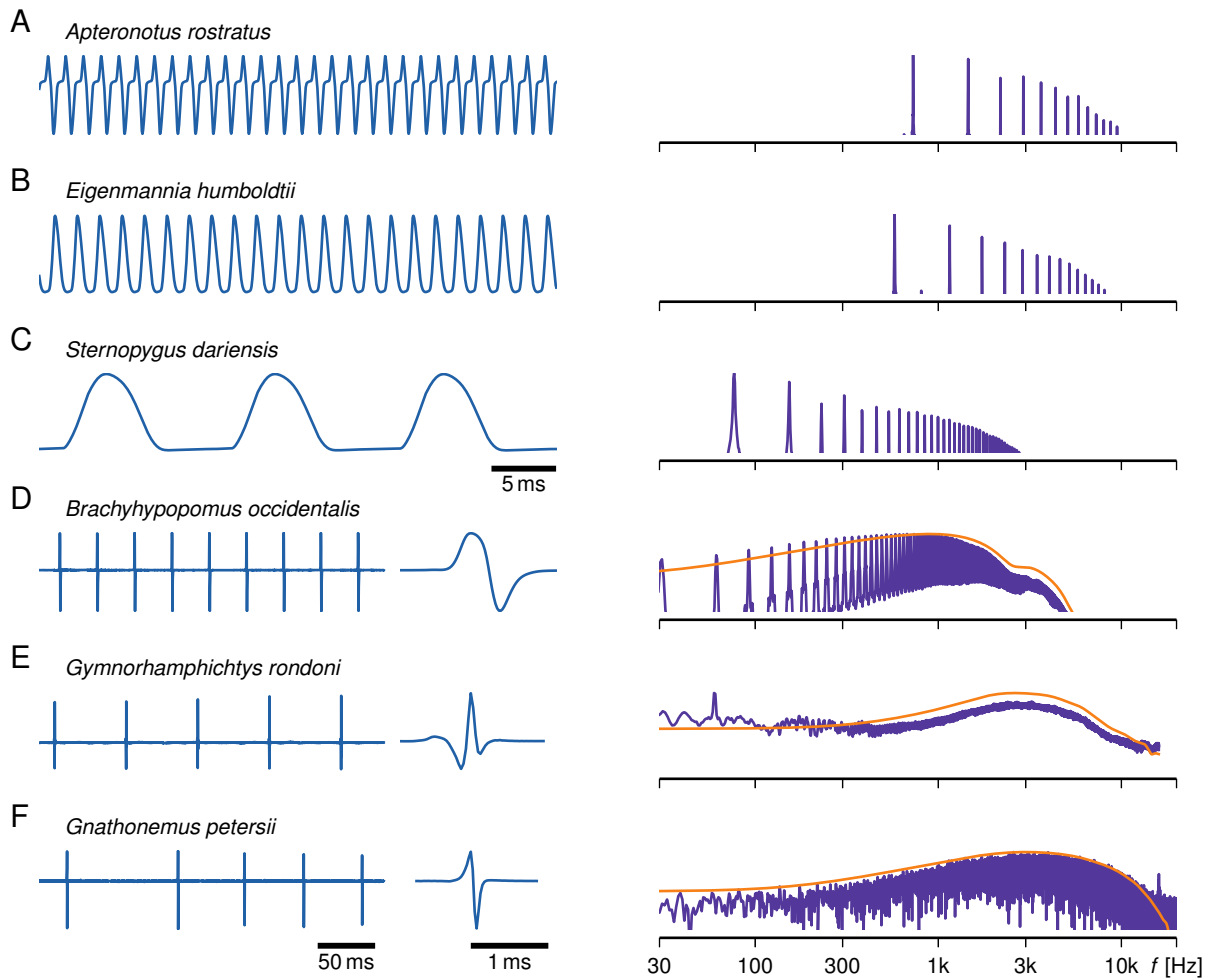 A
Apteronotus rostratus
B
Eigenmannia humboldtii
C
Sternopygus dariensis
5 ms
D
Brachyhypopomus occidentalis
E
Gymnorhamphichtys rondoni
F
Gnathonemus petersii
50 ms
1 ms
30 100 300 1k 3k 10k f [Hz]